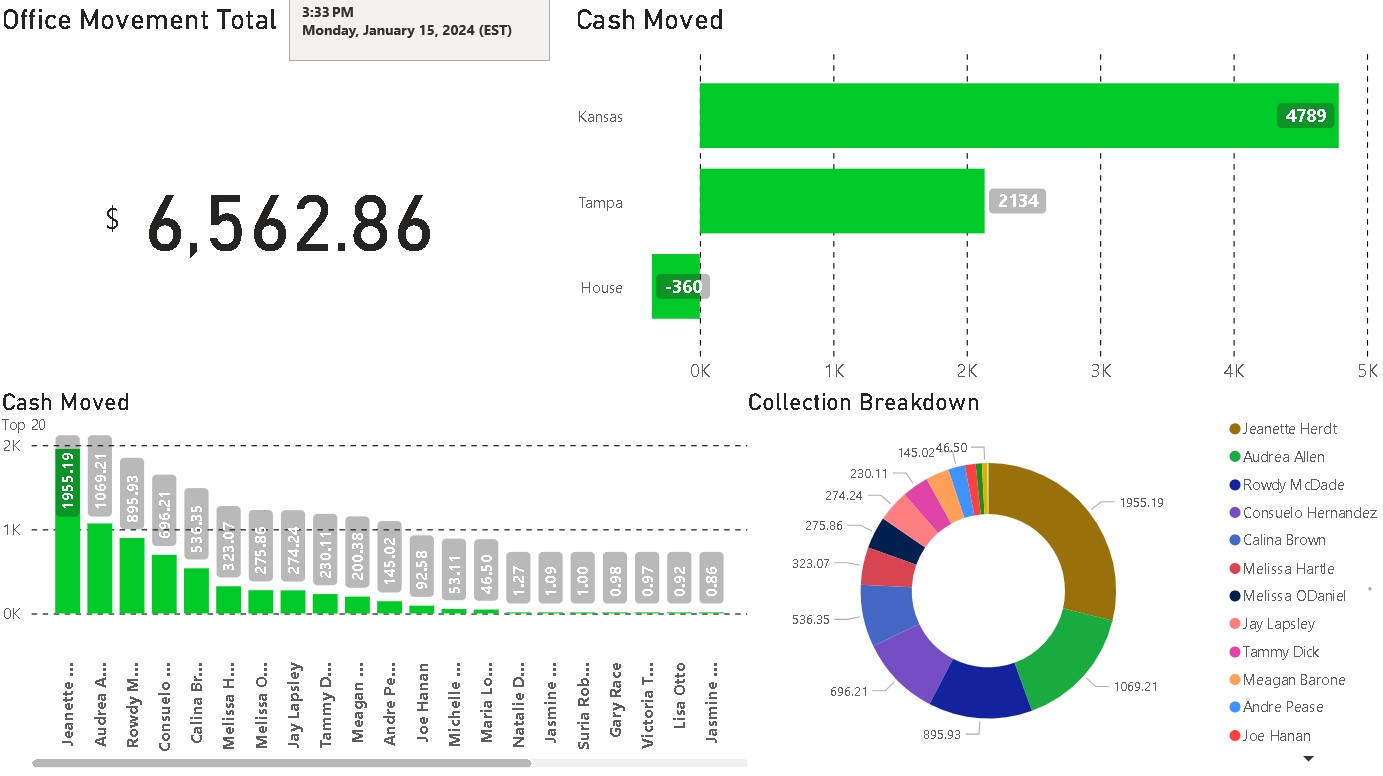 Office Movement Total
3:33 PM
Monday, January 15, 2024 (EST)
$ 6,562.86
Cash Moved
Kansas
4789
Tampa
2134
House
-360
0K 1K 2K 3K 4K 5K
Cash Moved
Top 20
2K
1K
0K
1955.19
1069.21
895.93
696.21
536.35
323.07
275.86
274.24
230.11
200.38
145.02
92.58
53.11
46.50
1.27
1.09
1.00
0.98
0.97
0.92
0.86
Jeanette ...
Audrea A...
Rowdy M...
Consuelo ...
Calina Br...
Melissa H...
Melissa O...
Jay Lapsley
Tammy D...
Meagan ...
Andre Pe...
Joe Hanan
Michelle ...
Maria Lo...
Natalie D...
Jasmine ...
Suria Rob...
Gary Race
Victoria T...
Lisa Otto
Jasmine ...
Collection Breakdown
1955.19
1069.21
895.93
696.21
536.35
323.07
275.86
274.24
230.11
145.02
46.50
Jeanette Herdt
Audrea Allen
Rowdy McDade
Consuelo Hernandez
Calina Brown
Melissa Hartle
Melissa ODaniel
Jay Lapsley
Tammy Dick
Meagan Barone
Andre Pease
Joe Hanan